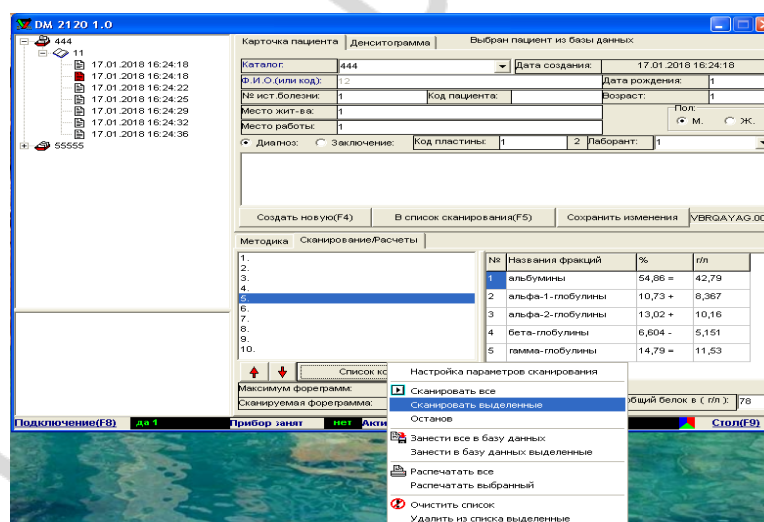 DM 2120 1.0
444
11
17.01.2018 16:24:18
17.01.2018 16:24:18
17.01.2018 16:24:22
17.01.2018 16:24:25
17.01.2018 16:24:29
17.01.2018 16:24:32
17.01.2018 16:24:36
55555
Карточка пациента Денситограмма Выбран пациент из базы данных
Каталог: 444 Дата создания: 17.01.2018 16:24:18
Ф.И.О.(или код): 12 Дата рождения: 1
№ ист.болезни: 1 Код пациента: Возраст: 1
Место жит-ва: 1 Пол:
Место работы: 1 М. Ж.
Диагноз: Заключение: Код пластины: 1 2 Лаборант: 1
Создать новую(F4) В список сканирования(F5) Сохранить изменения VBRQAYAG.00
Методика Сканирование/Расчеты
1.
2.
3.
4.
5.
6.
7.
8.
9.
10.
№ Названия фракций % г/л
1 альбумины 54,86 = 42,79
2 альфа-1-глобулины 10,73 + 8,367
3 альфа-2-глобулины 13,02 + 10,16
4 бета-глобулины 6,604 - 5,151
5 гамма-глобулины 14,79 = 11,53
Список
Максимум фореграмм:
Сканируемая фореграмма: общий белок в ( г/л ): 78
Настройка параметров сканирования
Сканировать все
Сканировать выделенные
Останов
Занести все в базу данных
Занести в базу данных выделенные
Распечатать все
Распечатать выбранный
Очистить список
Удалить из списка выделенные
Подключение(F8) да 1 Прибор занят нет Стол(F9)